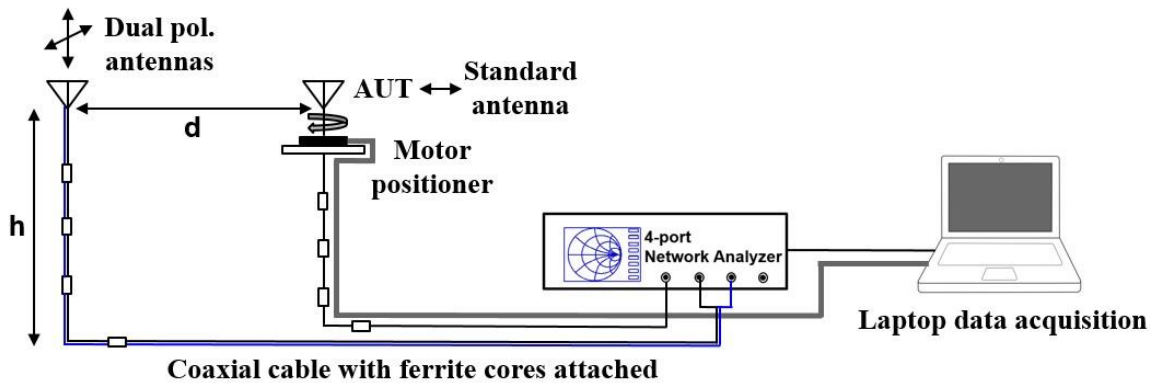 Dual pol.
antennas
AUT
Standard
antenna
d
Motor
positioner
h
4-port
Network Analyzer
Laptop data acquisition
Coaxial cable with ferrite cores attached